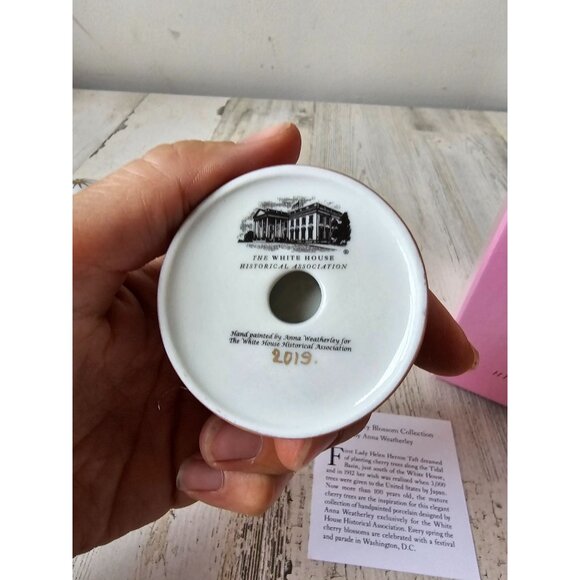 ®
THE WHITE HOUSE
HISTORICAL ASSOCIATION
Hand painted by Anna Weatherley for
The White House Historical Association
2019.
H
y Blossom Collection
y Anna Weatherley
First Lady Helen Herron Taft dreamed
of planting cherry trees along the Tidal
Basin, just south of the White House,
and in 1912 her wish was realized when 3,000
trees were given to the United States by Japan.
Now more than 100 years old, the mature
cherry trees are the inspiration for this elegant
collection of handpainted porcelain designed by
Anna Weatherley exclusively for the White
House Historical Association. Every spring the
cherry blossoms are celebrated with a festival
and parade in Washington, D.C.